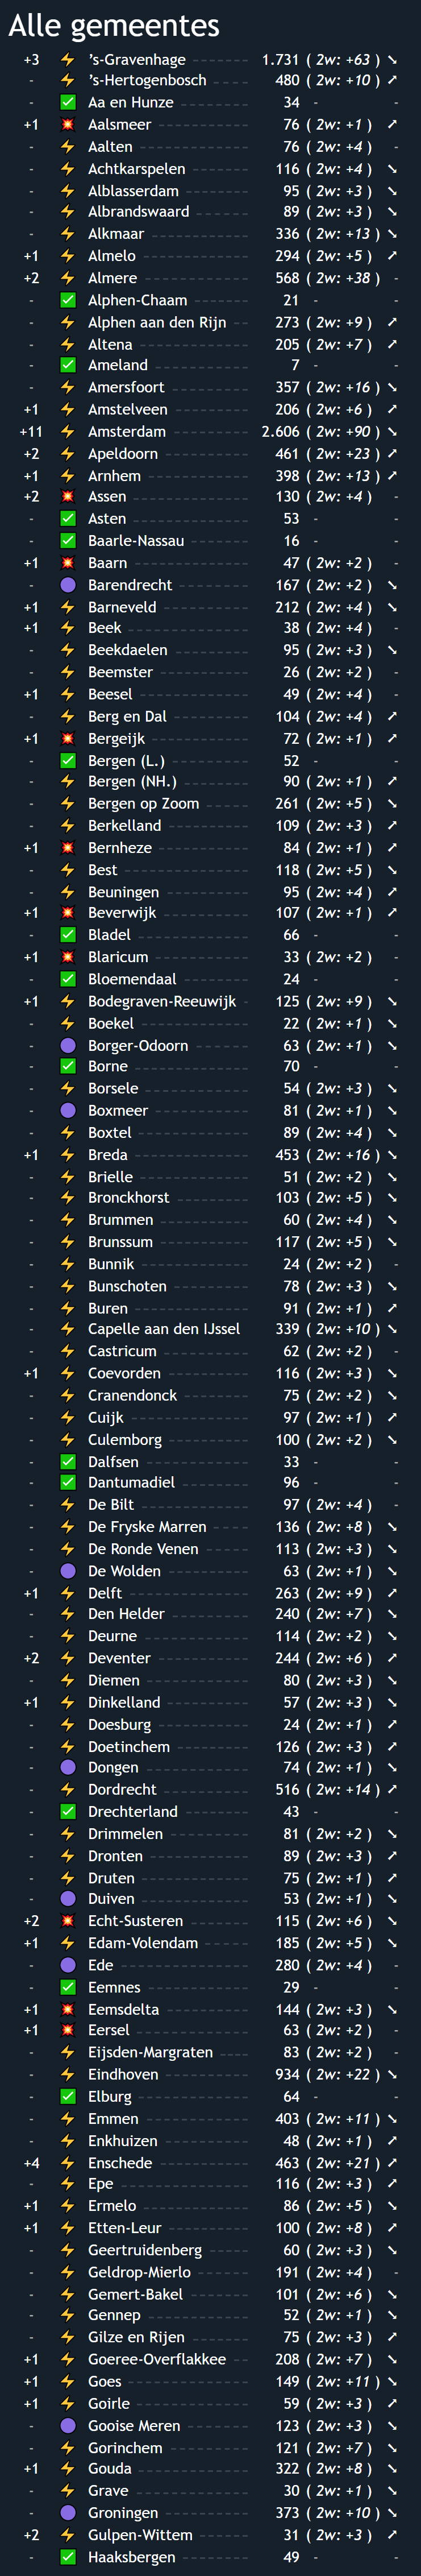 Alle gemeentes
+3 ⚡ ’s-Gravenhage 1.731 ( 2w: +63 ) ➘
- ⚡ ’s-Hertogenbosch 480 ( 2w: +10 ) ➚
- ✅ Aa en Hunze 34 - -
+1 💥 Aalsmeer 76 ( 2w: +1 ) ➚
- ⚡ Aalten 76 ( 2w: +4 ) -
- ⚡ Achtkarspelen 116 ( 2w: +4 ) ➘
- ⚡ Alblasserdam 95 ( 2w: +3 ) ➘
- ⚡ Albrandswaard 89 ( 2w: +3 ) ➘
- ⚡ Alkmaar 336 ( 2w: +13 ) ➘
+1 ⚡ Almelo 294 ( 2w: +5 ) ➚
+2 ⚡ Almere 568 ( 2w: +38 ) -
- ✅ Alphen-Chaam 21 - -
- ⚡ Alphen aan den Rijn 273 ( 2w: +9 ) ➚
- ⚡ Altena 205 ( 2w: +7 ) ➚
- ✅ Ameland 7 - -
- ⚡ Amersfoort 357 ( 2w: +16 ) ➘
+1 ⚡ Amstelveen 206 ( 2w: +6 ) ➚
+11 ⚡ Amsterdam 2.606 ( 2w: +90 ) ➘
+2 ⚡ Apeldoorn 461 ( 2w: +23 ) ➚
+1 ⚡ Arnhem 398 ( 2w: +13 ) ➚
+2 💥 Assen 130 ( 2w: +4 ) -
- ✅ Asten 53 - -
- ✅ Baarle-Nassau 16 - -
+1 💥 Baarn 47 ( 2w: +2 ) -
- 🟣 Barendrecht 167 ( 2w: +2 ) ➘
+1 ⚡ Barneveld 212 ( 2w: +4 ) ➘
+1 ⚡ Beek 38 ( 2w: +4 ) -
- ⚡ Beekdaelen 95 ( 2w: +3 ) ➘
- ⚡ Beemster 26 ( 2w: +2 ) -
+1 ⚡ Beesel 49 ( 2w: +4 ) -
- ⚡ Berg en Dal 104 ( 2w: +4 ) ➚
+1 💥 Bergeijk 72 ( 2w: +1 ) ➚
- ✅ Bergen (L.) 52 - -
- ⚡ Bergen (NH.) 90 ( 2w: +1 ) ➚
- ⚡ Bergen op Zoom 261 ( 2w: +5 ) ➘
- ⚡ Berkelland 109 ( 2w: +3 ) ➚
+1 💥 Bernheze 84 ( 2w: +1 ) ➚
- ⚡ Best 118 ( 2w: +5 ) ➘
- ⚡ Beuningen 95 ( 2w: +4 ) ➚
+1 💥 Beverwijk 107 ( 2w: +1 ) ➚
- ✅ Bladel 66 - -
+1 💥 Blaricum 33 ( 2w: +2 ) -
- ✅ Bloemendaal 24 - -
+1 ⚡ Bodegraven-Reeuwijk 125 ( 2w: +9 ) ➘
- ⚡ Boekel 22 ( 2w: +1 ) ➘
- 🟣 Borger-Odoorn 63 ( 2w: +1 ) ➘
- ✅ Borne 70 - -
- ⚡ Borsele 54 ( 2w: +3 ) ➘
- 🟣 Boxmeer 81 ( 2w: +1 ) ➘
- ⚡ Boxtel 89 ( 2w: +4 ) ➘
+1 ⚡ Breda 453 ( 2w: +16 ) ➘
- ⚡ Brielle 51 ( 2w: +2 ) ➘
- ⚡ Bronckhorst 103 ( 2w: +5 ) ➘
- ⚡ Brummen 60 ( 2w: +4 ) ➘
- ⚡ Brunssum 117 ( 2w: +5 ) ➘
- ⚡ Bunnik 24 ( 2w: +2 ) -
- ⚡ Bunschoten 78 ( 2w: +3 ) ➘
- ⚡ Buren 91 ( 2w: +1 ) ➚
- ⚡ Capelle aan den IJssel 339 ( 2w: +10 ) ➘
- ⚡ Castricum 62 ( 2w: +2 ) -
+1 ⚡ Coevorden 116 ( 2w: +3 ) ➘
- ⚡ Cranendonck 75 ( 2w: +2 ) ➘
- ⚡ Cuijk 97 ( 2w: +1 ) ➚
- ⚡ Culemborg 100 ( 2w: +2 ) ➘
- ✅ Dalfsen 33 - -
- ✅ Dantumadiel 96 - -
- ⚡ De Bilt 97 ( 2w: +4 ) -
- ⚡ De Fryske Marren 136 ( 2w: +8 ) ➘
- ⚡ De Ronde Venen 113 ( 2w: +3 ) ➘
- 🟣 De Wolden 63 ( 2w: +1 ) ➘
+1 ⚡ Delft 263 ( 2w: +9 ) ➚
- ⚡ Den Helder 240 ( 2w: +7 ) ➘
- ⚡ Deurne 114 ( 2w: +2 ) ➘
+2 ⚡ Deventer 244 ( 2w: +6 ) ➚
- ⚡ Diemen 80 ( 2w: +3 ) ➘
+1 ⚡ Dinkelland 57 ( 2w: +3 ) ➘
- ⚡ Doesburg 24 ( 2w: +1 ) ➚
- ⚡ Doetinchem 126 ( 2w: +3 ) ➚
- 🟣 Dongen 74 ( 2w: +1 ) ➘
- ⚡ Dordrecht 516 ( 2w: +14 ) ➚
- ✅ Drechterland 43 - -
- ⚡ Drimmelen 81 ( 2w: +2 ) ➘
- ⚡ Dronten 89 ( 2w: +3 ) ➚
- ⚡ Druten 75 ( 2w: +1 ) ➚
- 🟣 Duiven 53 ( 2w: +1 ) ➘
+2 💥 Echt-Susteren 115 ( 2w: +6 ) ➘
+1 ⚡ Edam-Volendam 185 ( 2w: +5 ) ➘
- 🟣 Ede 280 ( 2w: +4 ) -
- ✅ Eemnes 29 - -
+1 💥 Eemsdelta 144 ( 2w: +3 ) ➘
+1 💥 Eersel 63 ( 2w: +2 ) -
- ⚡ Eijsden-Margraten 83 ( 2w: +2 ) -
- ⚡ Eindhoven 934 ( 2w: +22 ) ➘
- ✅ Elburg 64 - -
- ⚡ Emmen 403 ( 2w: +11 ) ➘
- ⚡ Enkhuizen 48 ( 2w: +1 ) ➚
+4 ⚡ Enschede 463 ( 2w: +21 ) ➚
- ⚡ Epe 116 ( 2w: +3 ) ➚
+1 ⚡ Ermelo 86 ( 2w: +5 ) ➘
+1 ⚡ Etten-Leur 100 ( 2w: +8 ) ➚
- ⚡ Geertruidenberg 60 ( 2w: +3 ) ➘
- ⚡ Geldrop-Mierlo 191 ( 2w: +4 ) -
- ⚡ Gemert-Bakel 101 ( 2w: +6 ) ➘
- ⚡ Gennep 52 ( 2w: +1 ) ➘
- ⚡ Gilze en Rijen 75 ( 2w: +3 ) ➚
+1 ⚡ Goeree-Overflakkee 208 ( 2w: +7 ) ➘
+1 ⚡ Goes 149 ( 2w: +11 ) ➘
+1 ⚡ Goirle 59 ( 2w: +3 ) ➚
- 🟣 Gooise Meren 123 ( 2w: +3 ) ➘
- ⚡ Gorinchem 121 ( 2w: +7 ) ➘
+1 ⚡ Gouda 322 ( 2w: +8 ) ➘
- ⚡ Grave 30 ( 2w: +1 ) ➘
- 🟣 Groningen 373 ( 2w: +10 ) ➘
+2 ⚡ Gulpen-Wittem 31 ( 2w: +3 ) ➚
- ✅ Haaksbergen 49 - -